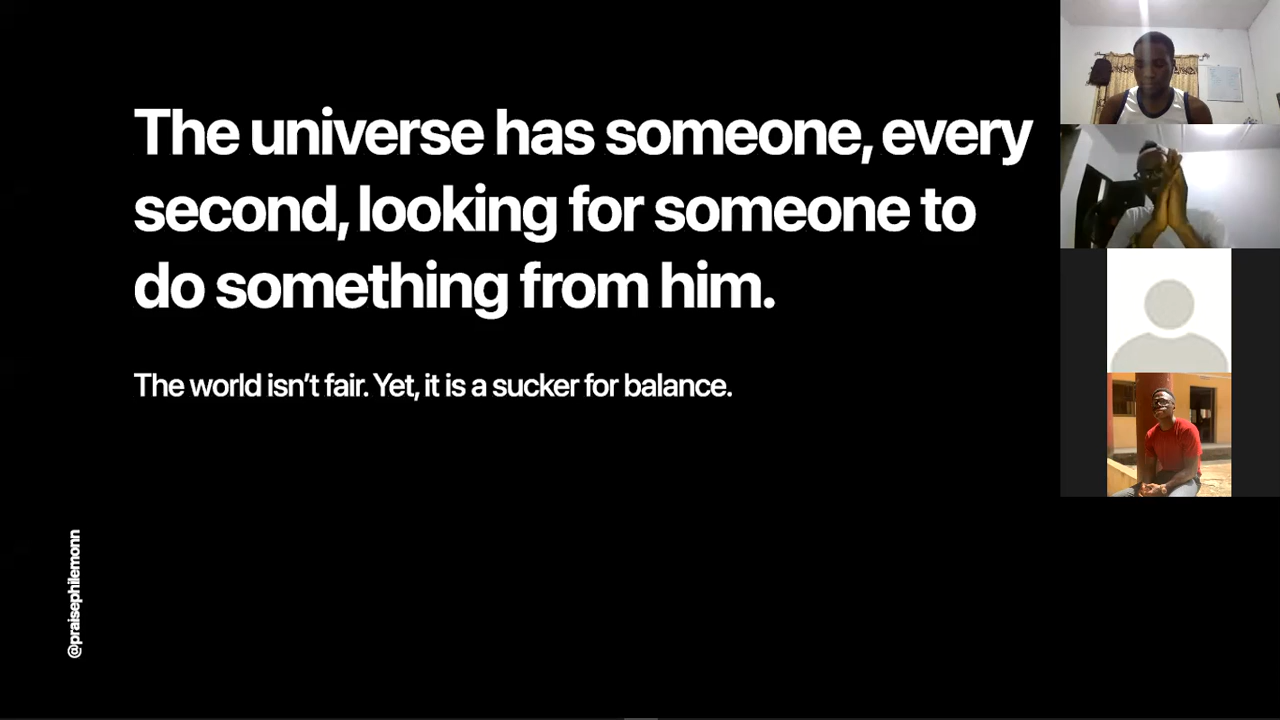 The universe has someone, every
second, looking for someone to
do something from him.
The world isn’t fair. Yet, it is a sucker for balance.
@praisephilemonn